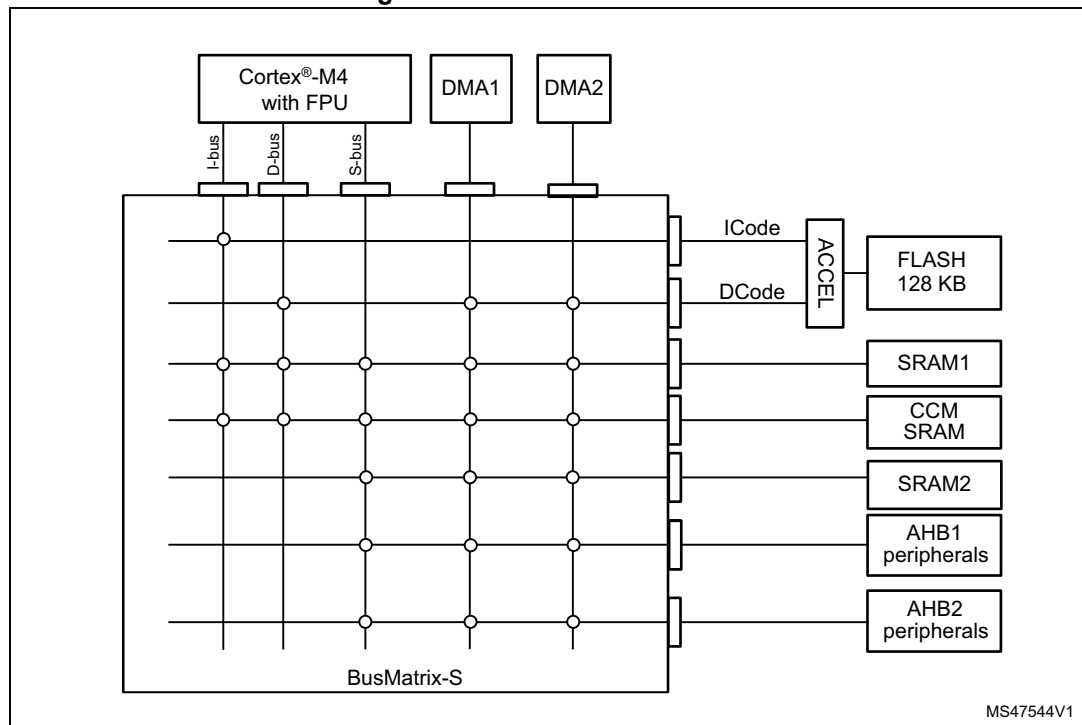 Cortex®-M4
with FPU
DMA1
DMA2
I-bus
D-bus
S-bus
ICode
ACCEL
FLASH
128 KB
DCode
SRAM1
CCM
SRAM
SRAM2
AHB1
peripherals
AHB2
peripherals
BusMatrix-S
MS47544V1